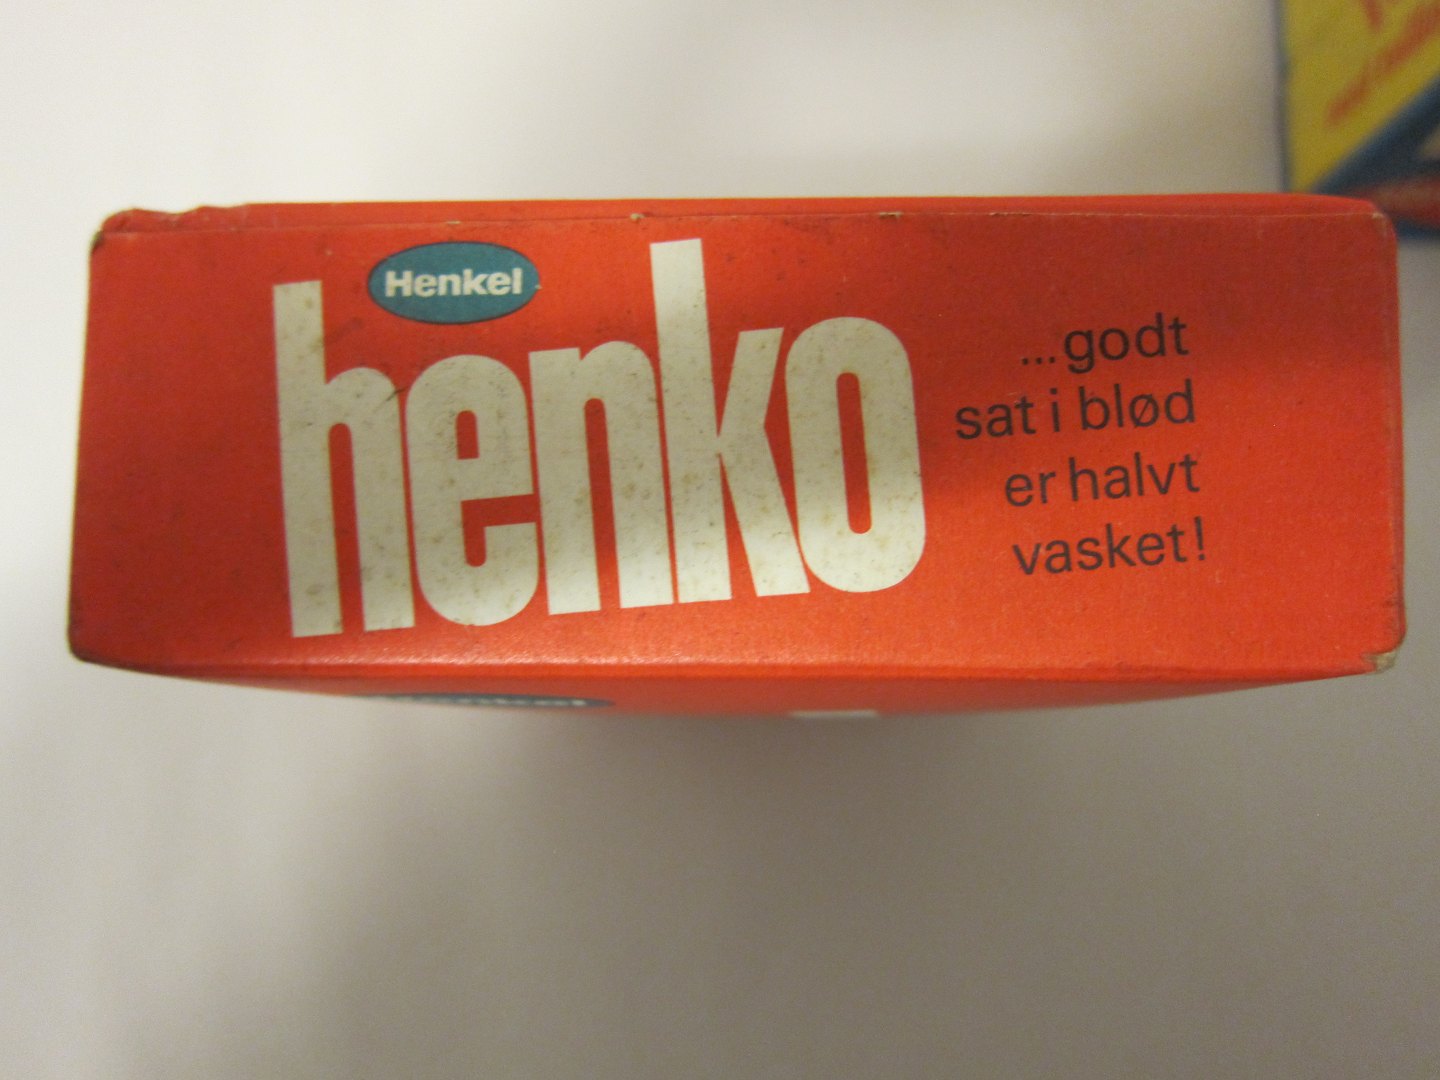 Henkel
henko
...godt
sat i blød
er halvt
vasket!